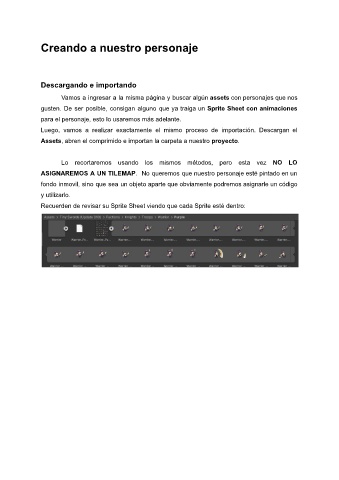 Creando a nuestro personaje
Descargando e importando
Vamos a ingresar a la misma página y buscar algún assets con personajes que nos
gusten. De ser posible, consigan alguno que ya traiga un Sprite Sheet con animaciones
para el personaje, esto lo usaremos más adelante.
Luego, vamos a realizar exactamente el mismo proceso de importación. Descargan el
Assets, abren el comprimido e importan la carpeta a nuestro proyecto.
Lo recortaremos usando los mismos métodos, pero esta vez NO LO
ASIGNAREMOS A UN TILEMAP. No queremos que nuestro personaje esté pintado en un
fondo inmovil, sino que sea un objeto aparte que obviamente podremos asignarle un código
y utilizarlo.
Recuerden de revisar su Sprite Sheet viendo que cada Sprite esté dentro: